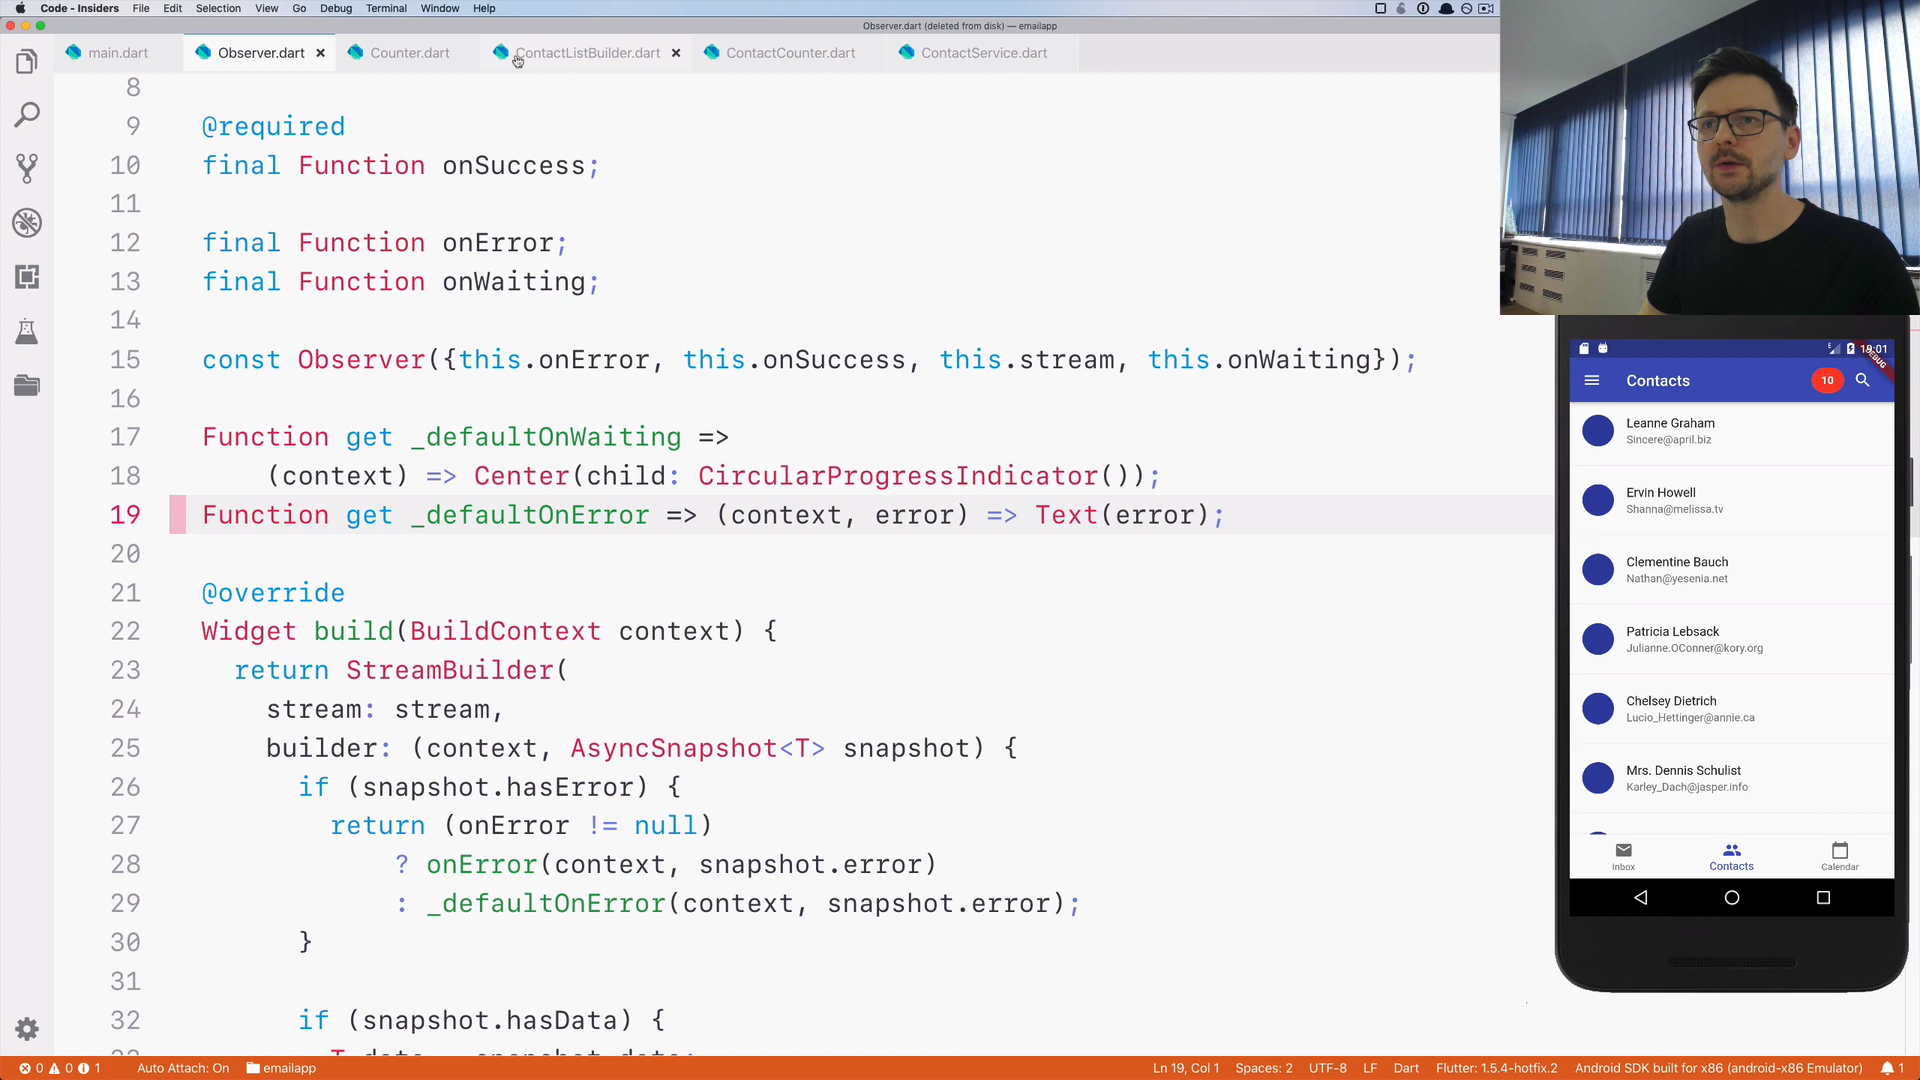 Code - Insiders File Edit Selection View Go Debug Terminal Window Help
Observer.dart (deleted from disk) — emailapp
main.dart Observer.dart Counter.dart ContactListBuilder.dart ContactCounter.dart ContactService.dart
8
9 @required
10 final Function onSuccess;
11
12 final Function onError;
13 final Function onWaiting;
14
15 const Observer({this.onError, this.onSuccess, this.stream, this.onWaiting});
16
17 Function get _defaultOnWaiting =>
18 (context) => Center(child: CircularProgressIndicator());
19 Function get _defaultOnError => (context, error) => Text(error);
20
21 @override
22 Widget build(BuildContext context) {
23 return StreamBuilder(
24 stream: stream,
25 builder: (context, AsyncSnapshot<T> snapshot) {
26 if (snapshot.hasError) {
27 return (onError != null)
28 ? onError(context, snapshot.error)
29 : _defaultOnError(context, snapshot.error);
30 }
31
32 if (snapshot.hasData) {
19:01
DEBUG
Contacts 10
Leanne Graham
Sincere@april.biz
Ervin Howell
Shanna@melissa.tv
Clementine Bauch
Nathan@yesenia.net
Patricia Lebsack
Julianne.OConner@kory.org
Chelsey Dietrich
Lucio_Hettinger@annie.ca
Mrs. Dennis Schulist
Karley_Dach@jasper.info
Inbox Contacts Calendar
0 0 1 Auto Attach: On emailapp Ln 19, Col 1 Spaces: 2 UTF-8 LF Dart Flutter: 1.5.4-hotfix.2 Android SDK built for x86 (android-x86 Emulator) 1